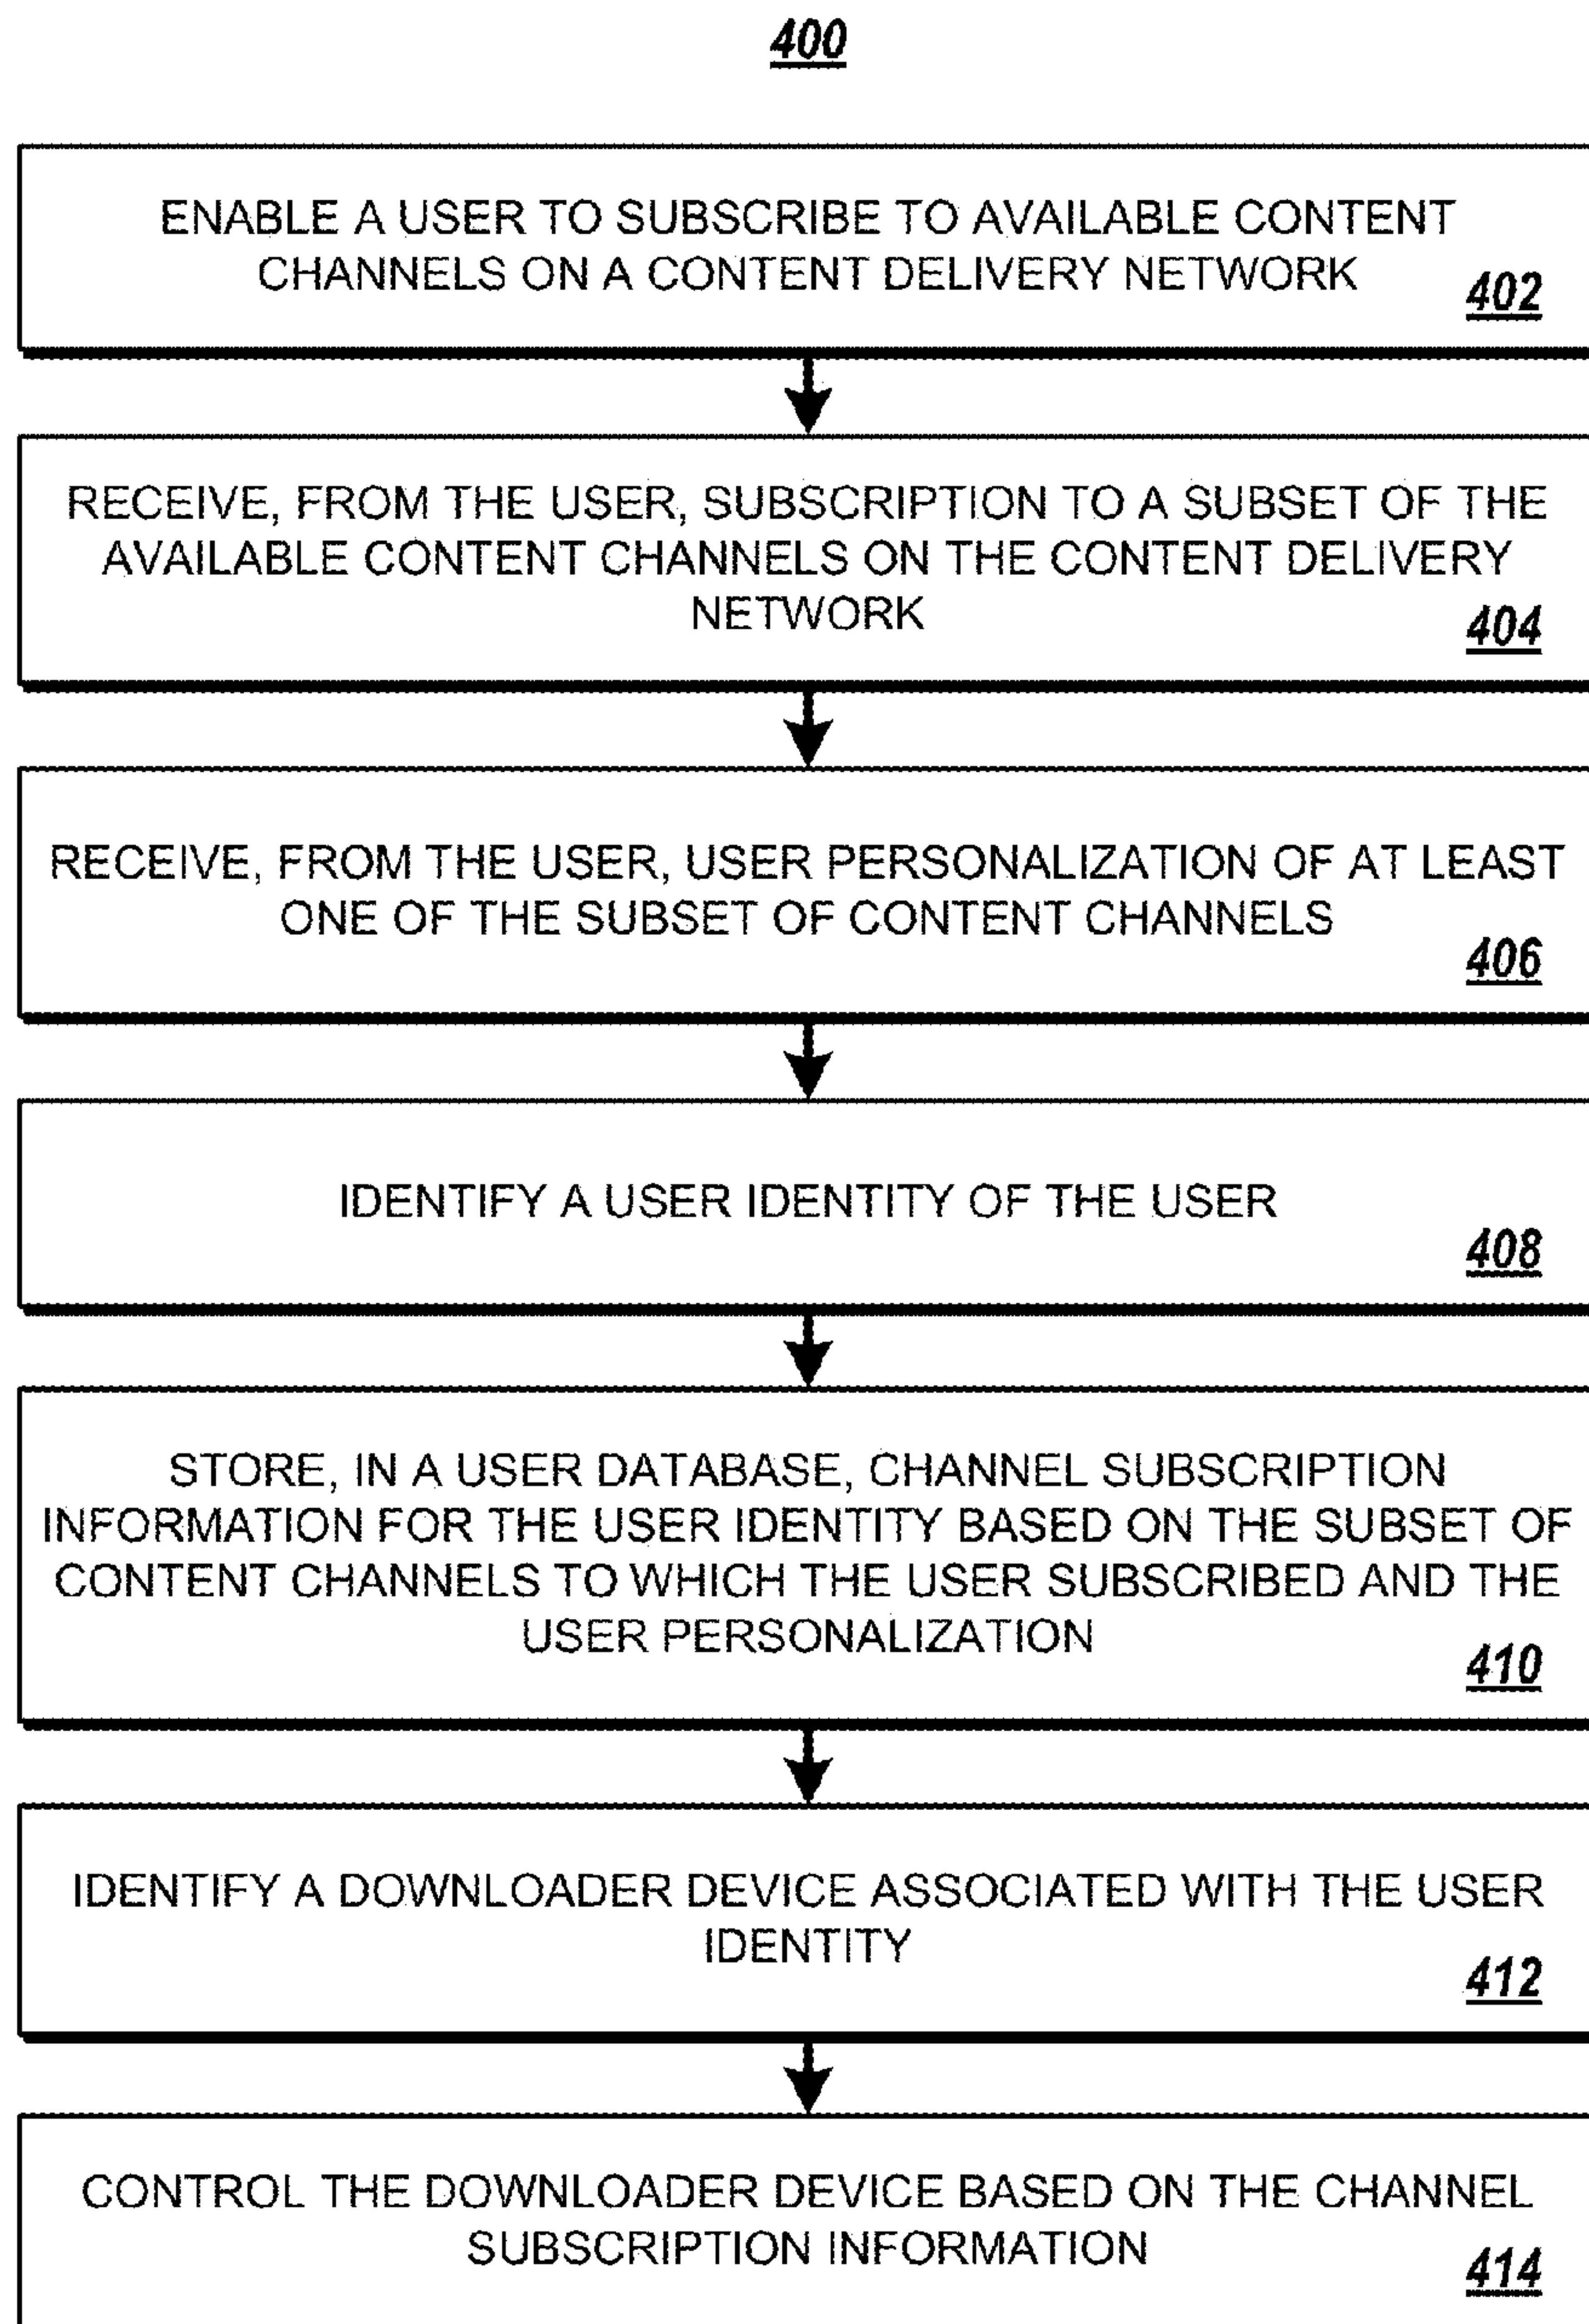 400
ENABLE A USER TO SUBSCRIBE TO AVAILABLE CONTENT
CHANNELS ON A CONTENT DELIVERY NETWORK
402
RECEIVE, FROM THE USER, SUBSCRIPTION TO A SUBSET OF THE
AVAILABLE CONTENT CHANNELS ON THE CONTENT DELIVERY
NETWORK
404
RECEIVE, FROM THE USER, USER PERSONALIZATION OF AT LEAST
ONE OF THE SUBSET OF CONTENT CHANNELS
406
IDENTIFY A USER IDENTITY OF THE USER
408
STORE, IN A USER DATABASE, CHANNEL SUBSCRIPTION
INFORMATION FOR THE USER IDENTITY BASED ON THE SUBSET OF
CONTENT CHANNELS TO WHICH THE USER SUBSCRIBED AND THE
USER PERSONALIZATION
410
IDENTIFY A DOWNLOADER DEVICE ASSOCIATED WITH THE USER
IDENTITY
412
CONTROL THE DOWNLOADER DEVICE BASED ON THE CHANNEL
SUBSCRIPTION INFORMATION
414